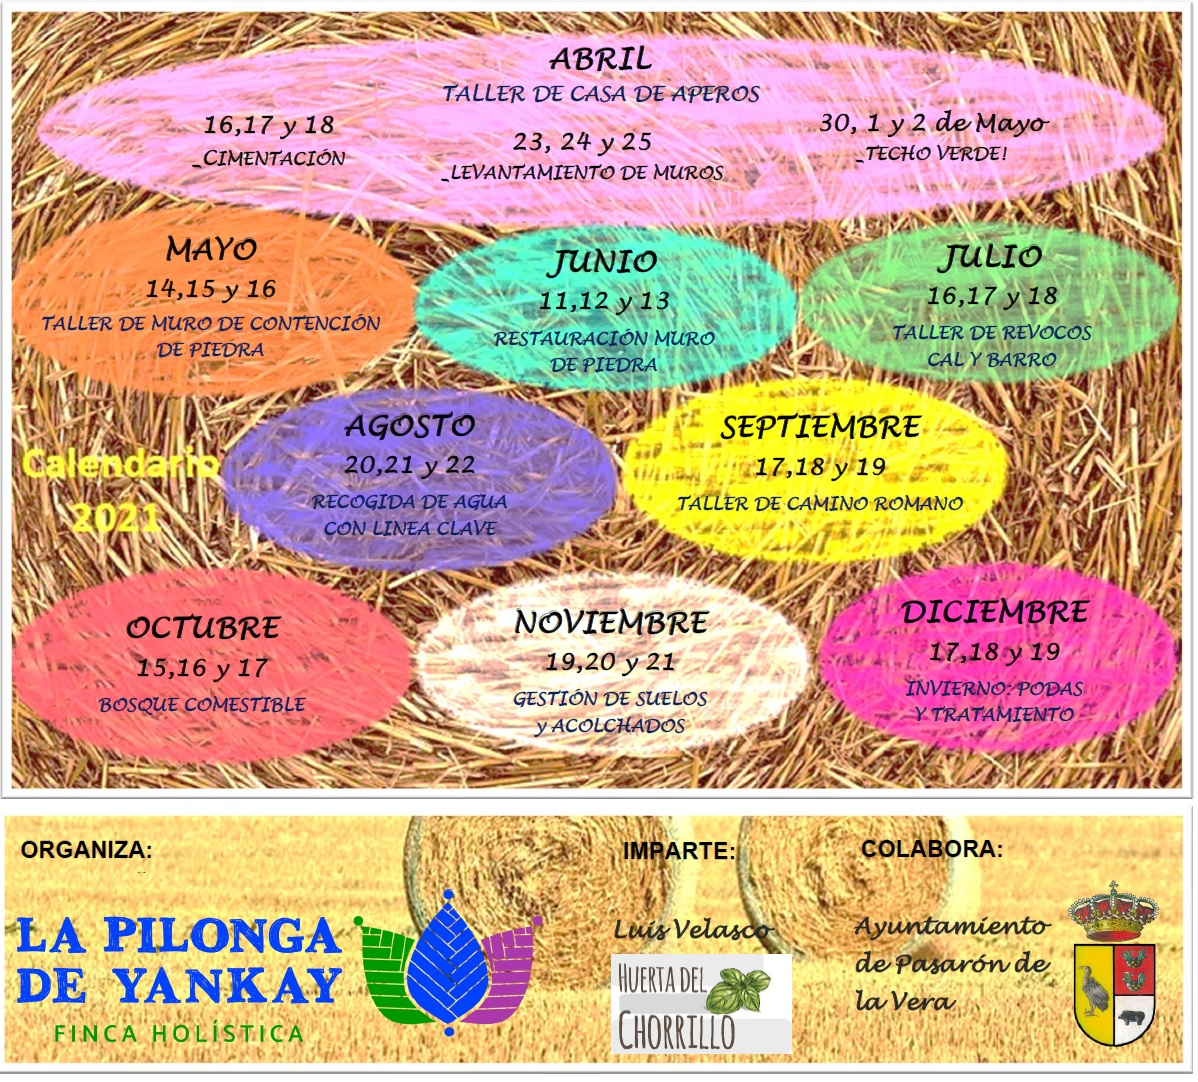 ABRIL
TALLER DE CASA DE APEROS
16,17 y 18
_CIMENTACIÓN
23, 24 y 25
_LEVANTAMIENTO DE MUROS
30, 1 y 2 de Mayo
_TECHO VERDE!
MAYO
14,15 y 16
TALLER DE MURO DE CONTENCIÓN
DE PIEDRA
JUNIO
11,12 y 13
RESTAURACIÓN MURO
DE PIEDRA
JULIO
16,17 y 18
TALLER DE REVOCOS
CAL Y BARRO
Calendario
2021
AGOSTO
20,21 y 22
RECOGIDA DE AGUA
CON LINEA CLAVE
SEPTIEMBRE
17,18 y 19
TALLER DE CAMINO ROMANO
OCTUBRE
15,16 y 17
BOSQUE COMESTIBLE
NOVIEMBRE
19,20 y 21
GESTIÓN DE SUELOS
y ACOLCHADOS
DICIEMBRE
17,18 y 19
INVIERNO: PODAS
Y TRATAMIENTO
ORGANIZA:
LA PILONGA
DE YANKAY
FINCA HOLÍSTICA
IMPARTE:
Luis Velasco
HUERTA DEL
CHORRILLO
COLABORA:
Ayuntamiento
de Pasarón de
la Vera